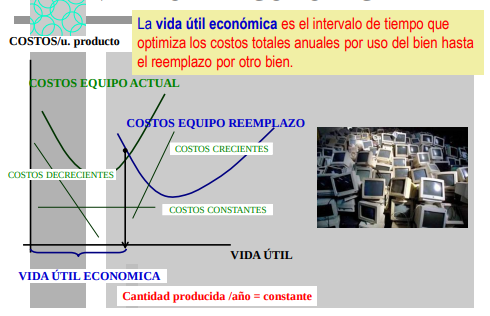 La vida útil económica es el intervalo de tiempo que
optimiza los costos totales anuales por uso del bien hasta
el reemplazo por otro bien.
COSTOS/u. producto
COSTOS EQUIPO ACTUAL
COSTOS EQUIPO REEMPLAZO
COSTOS CRECIENTES
COSTOS DECRECIENTES
COSTOS CONSTANTES
VIDA ÚTIL
VIDA ÚTIL ECONOMICA
Cantidad producida /año = constante